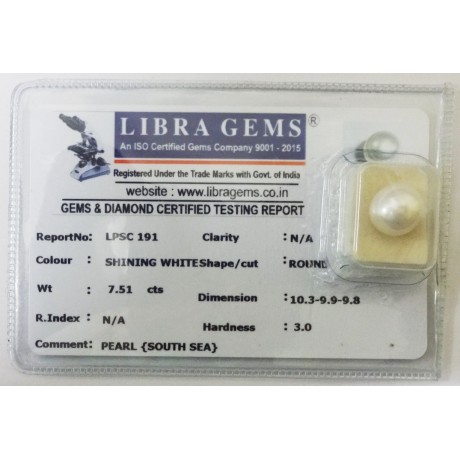 LIBRA GEMS ®
An ISO Certified Gems Company 9001 - 2015
Registered Under the Trade Marks with Govt. of India
website : www.libragems.co.in
GEMS & DIAMOND CERTIFIED TESTING REPORT
ReportNo: LPSC 191 Clarity : N/A
Colour : SHINING WHITE Shape/cut : ROUND
Wt : 7.51 cts Dimension : 10.3-9.9-9.8
R.Index : N/A Hardness : 3.0
Comment: PEARL {SOUTH SEA}